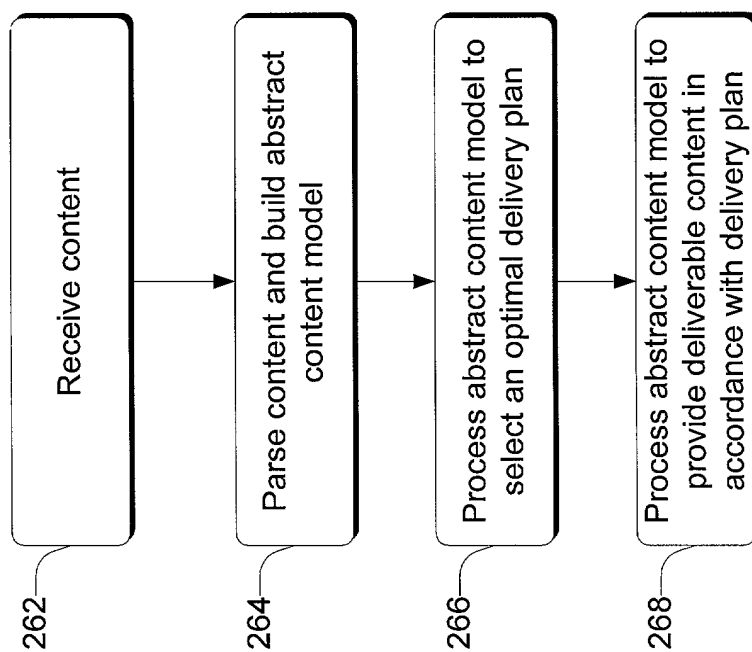 262
Receive content
264
Parse content and build abstract
content model
266
Process abstract content model to
select an optimal delivery plan
268
Process abstract content model to
provide deliverable content in
accordance with delivery plan